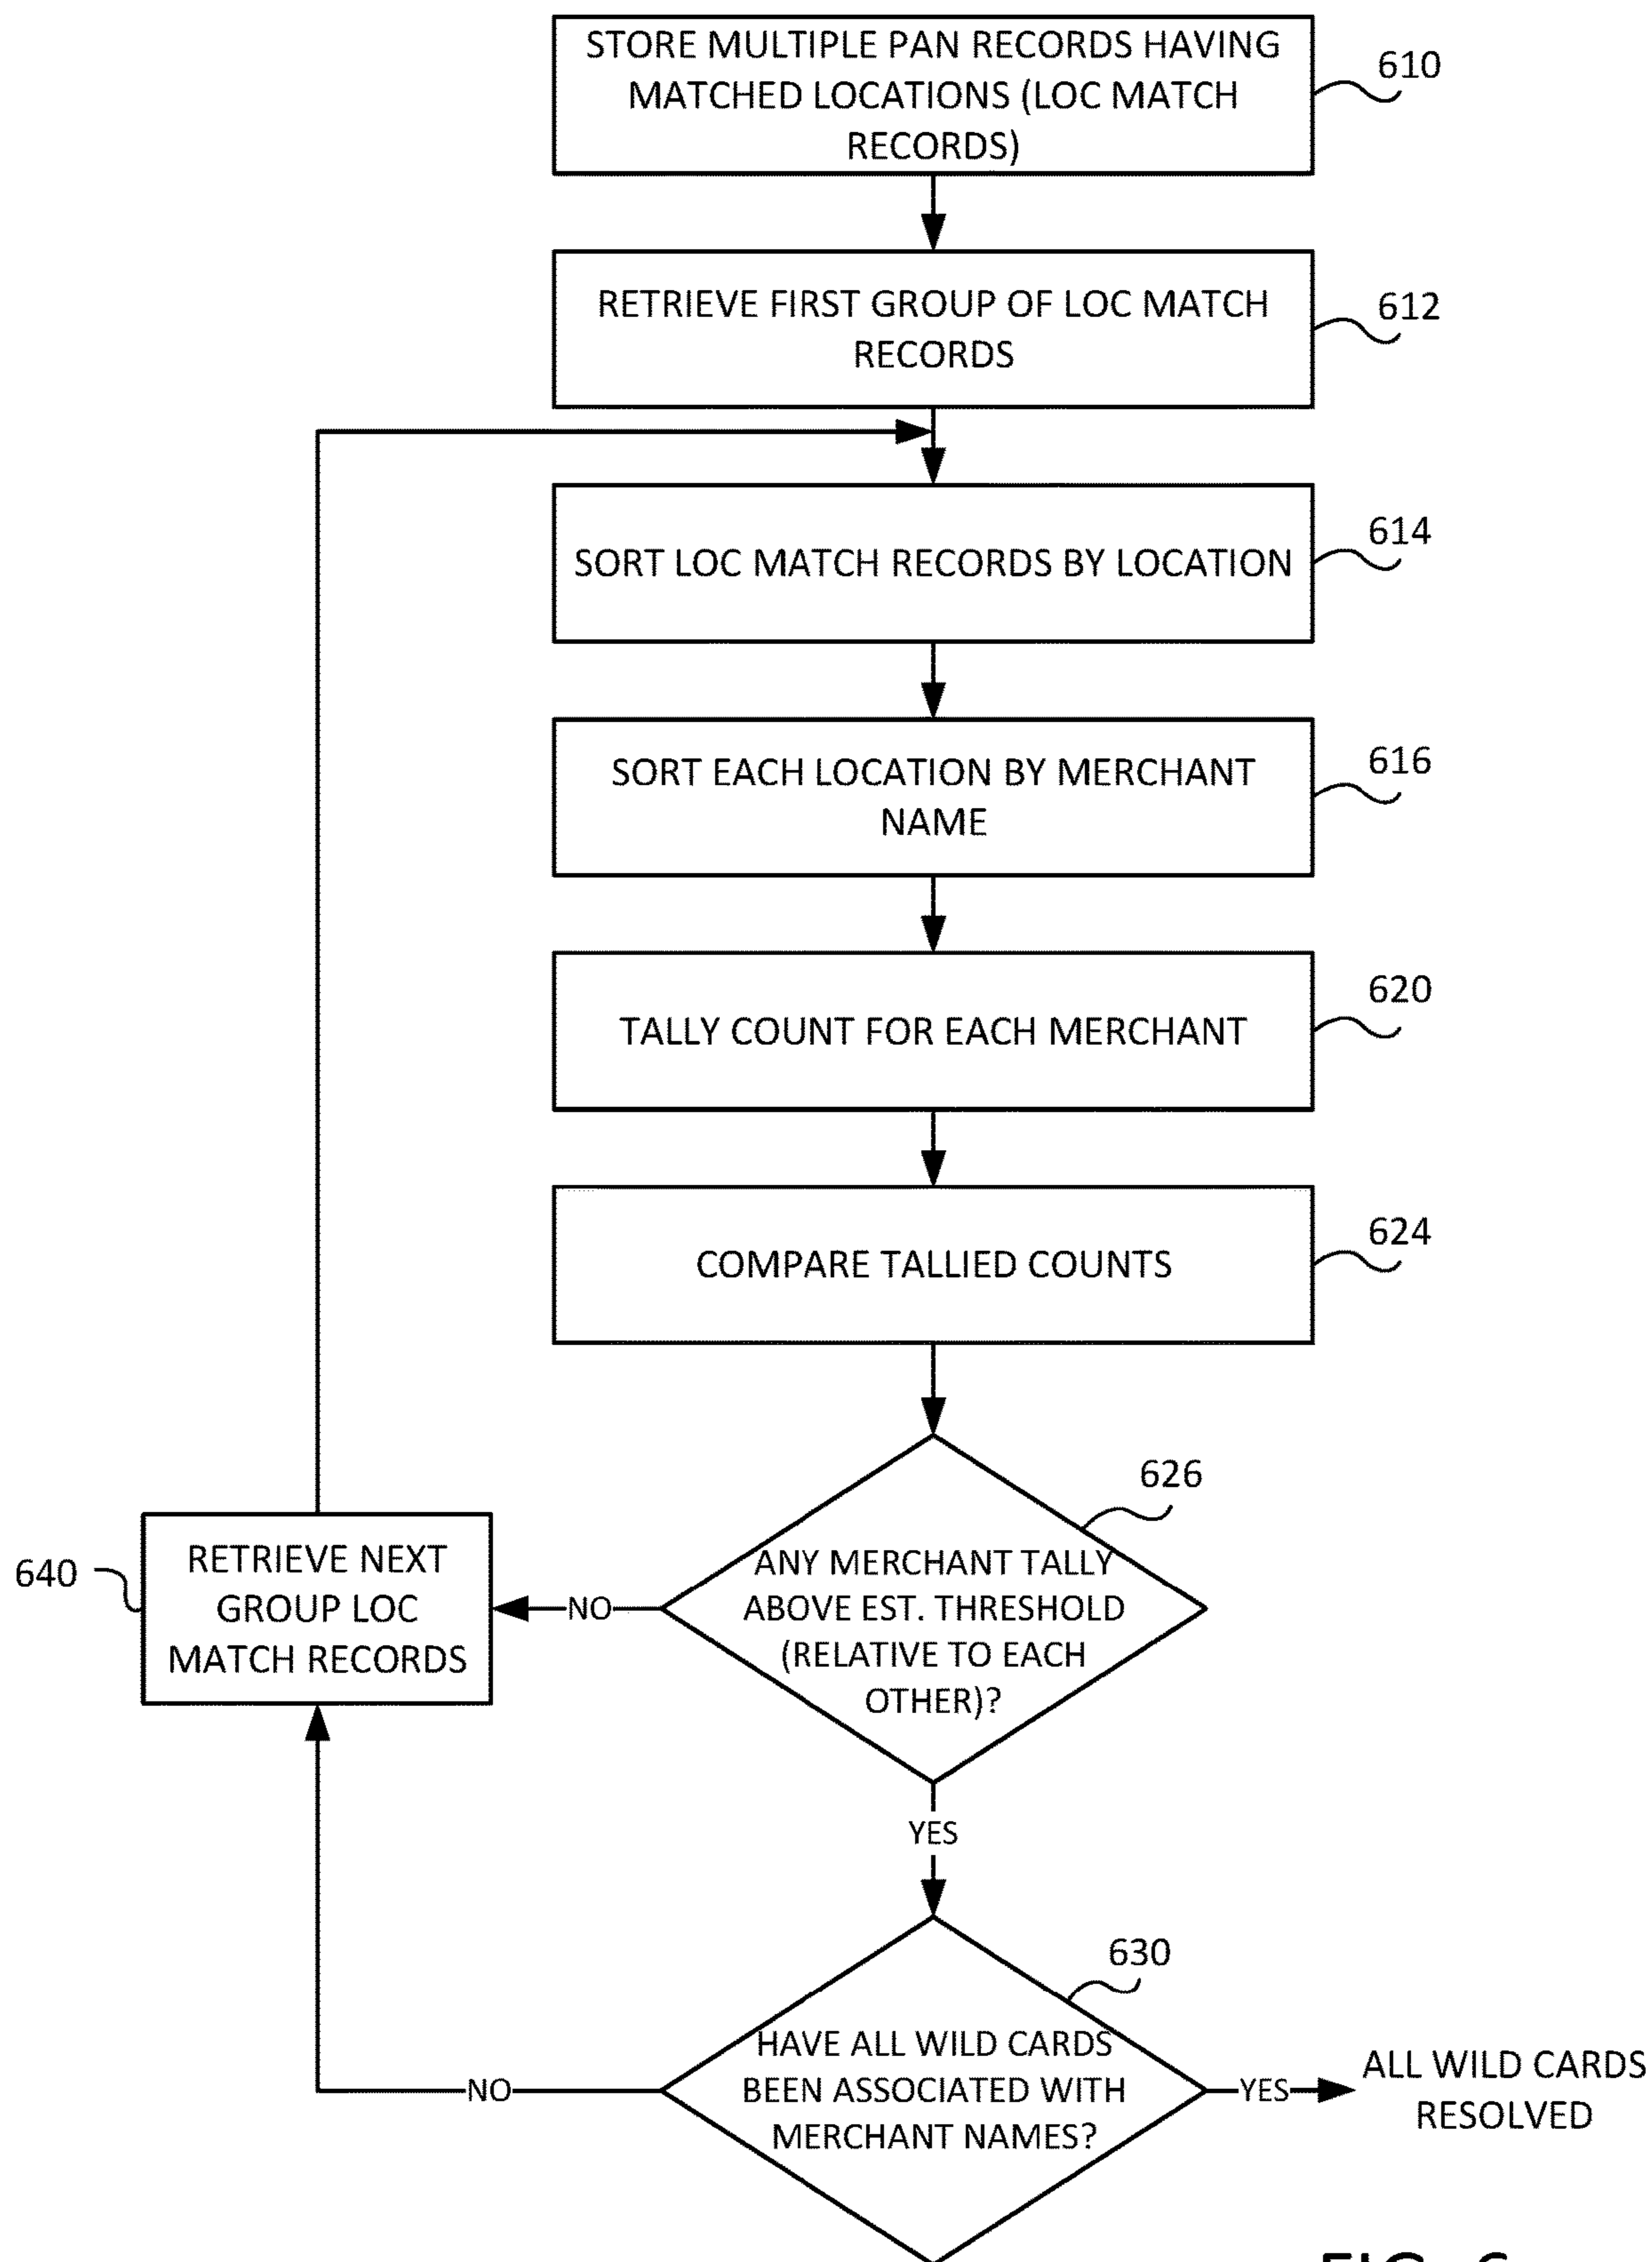 STORE MULTIPLE PAN RECORDS HAVING
MATCHED LOCATIONS (LOC MATCH
RECORDS)
610
RETRIEVE FIRST GROUP OF LOC MATCH
RECORDS
612
SORT LOC MATCH RECORDS BY LOCATION
614
SORT EACH LOCATION BY MERCHANT
NAME
616
TALLY COUNT FOR EACH MERCHANT
620
COMPARE TALLIED COUNTS
624
626
ANY MERCHANT TALLY
ABOVE EST. THRESHOLD
(RELATIVE TO EACH
OTHER)?
NO
640
RETRIEVE NEXT
GROUP LOC
MATCH RECORDS
YES
630
HAVE ALL WILD CARDS
BEEN ASSOCIATED WITH
MERCHANT NAMES?
NO
YES
ALL WILD CARDS
RESOLVED